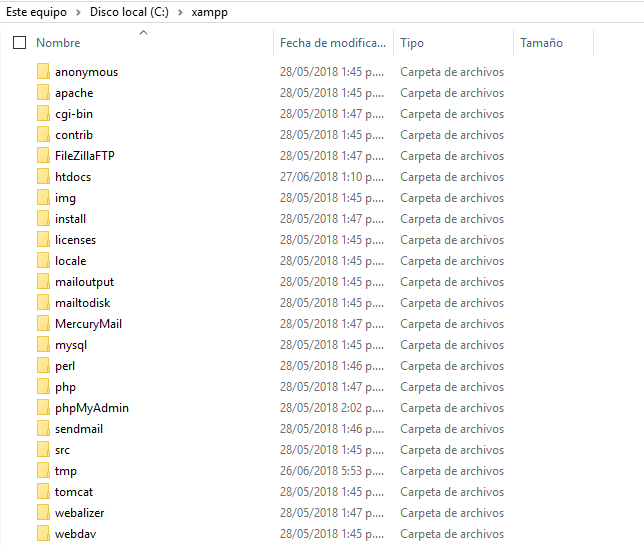 Este equipo > Disco local (C:) > xampp
Nombre Fecha de modifica... Tipo Tamaño
anonymous 28/05/2018 1:45 p.... Carpeta de archivos
apache 28/05/2018 1:45 p.... Carpeta de archivos
cgi-bin 28/05/2018 1:47 p.... Carpeta de archivos
contrib 28/05/2018 1:45 p.... Carpeta de archivos
FileZillaFTP 28/05/2018 1:47 p.... Carpeta de archivos
htdocs 27/06/2018 1:10 p.... Carpeta de archivos
img 28/05/2018 1:45 p.... Carpeta de archivos
install 28/05/2018 1:47 p.... Carpeta de archivos
licenses 28/05/2018 1:45 p.... Carpeta de archivos
locale 28/05/2018 1:45 p.... Carpeta de archivos
mailoutput 28/05/2018 1:45 p.... Carpeta de archivos
mailtodisk 28/05/2018 1:45 p.... Carpeta de archivos
MercuryMail 28/05/2018 1:47 p.... Carpeta de archivos
mysql 28/05/2018 1:45 p.... Carpeta de archivos
perl 28/05/2018 1:46 p.... Carpeta de archivos
php 28/05/2018 1:47 p.... Carpeta de archivos
phpMyAdmin 28/05/2018 2:02 p.... Carpeta de archivos
sendmail 28/05/2018 1:46 p.... Carpeta de archivos
src 28/05/2018 1:45 p.... Carpeta de archivos
tmp 26/06/2018 5:53 p.... Carpeta de archivos
tomcat 28/05/2018 1:45 p.... Carpeta de archivos
webalizer 28/05/2018 1:47 p.... Carpeta de archivos
webdav 28/05/2018 1:45 p.... Carpeta de archivos